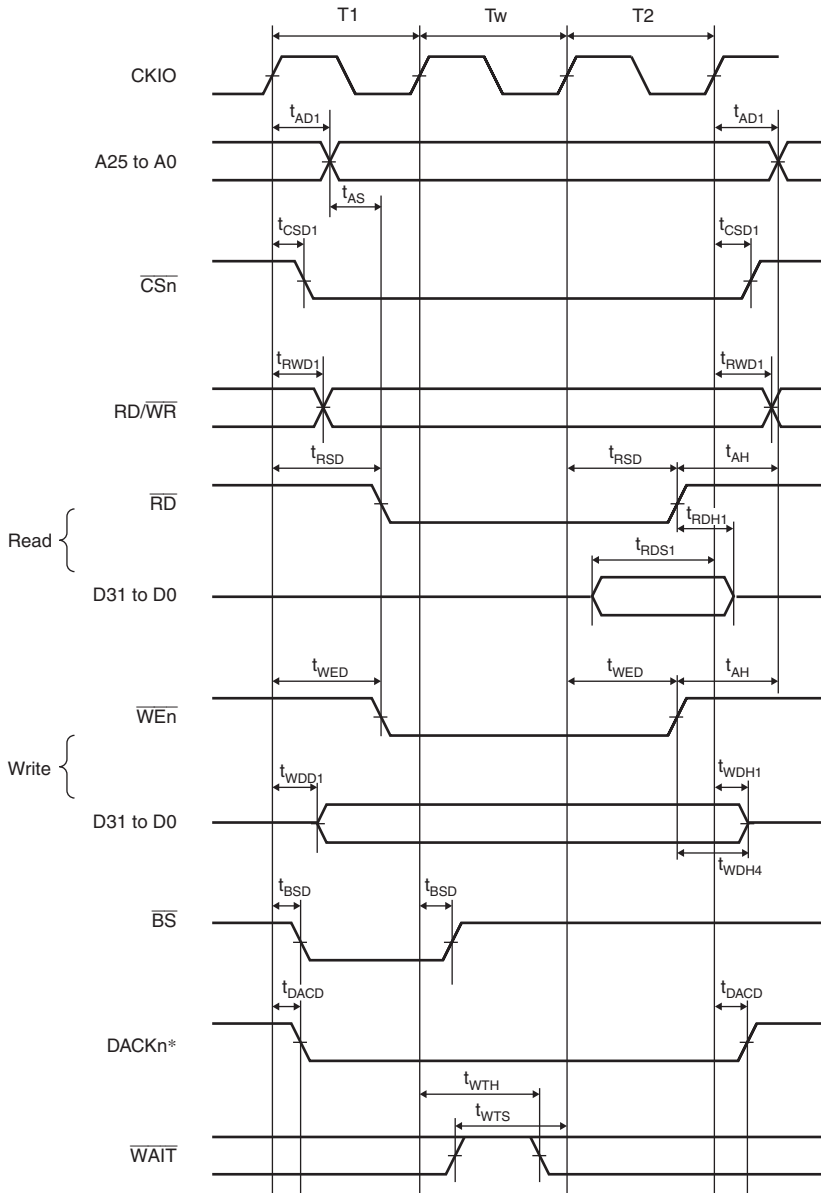 T1 Tw T2
CKIO
tAD1 tAD1
A25 to A0
tAS
tCSD1 tCSD1
CSn
tRWD1 tRWD1
RD/WR
tRSD tRSD tAH
RD
tRDH1
Read
tRDS1
D31 to D0
tWED tWED tAH
WEn
Write
tWDD1 tWDH1
D31 to D0
tWDH4
tBSD tBSD
BS
tDACD tDACD
DACKn*
tWTH
tWTS
WAIT